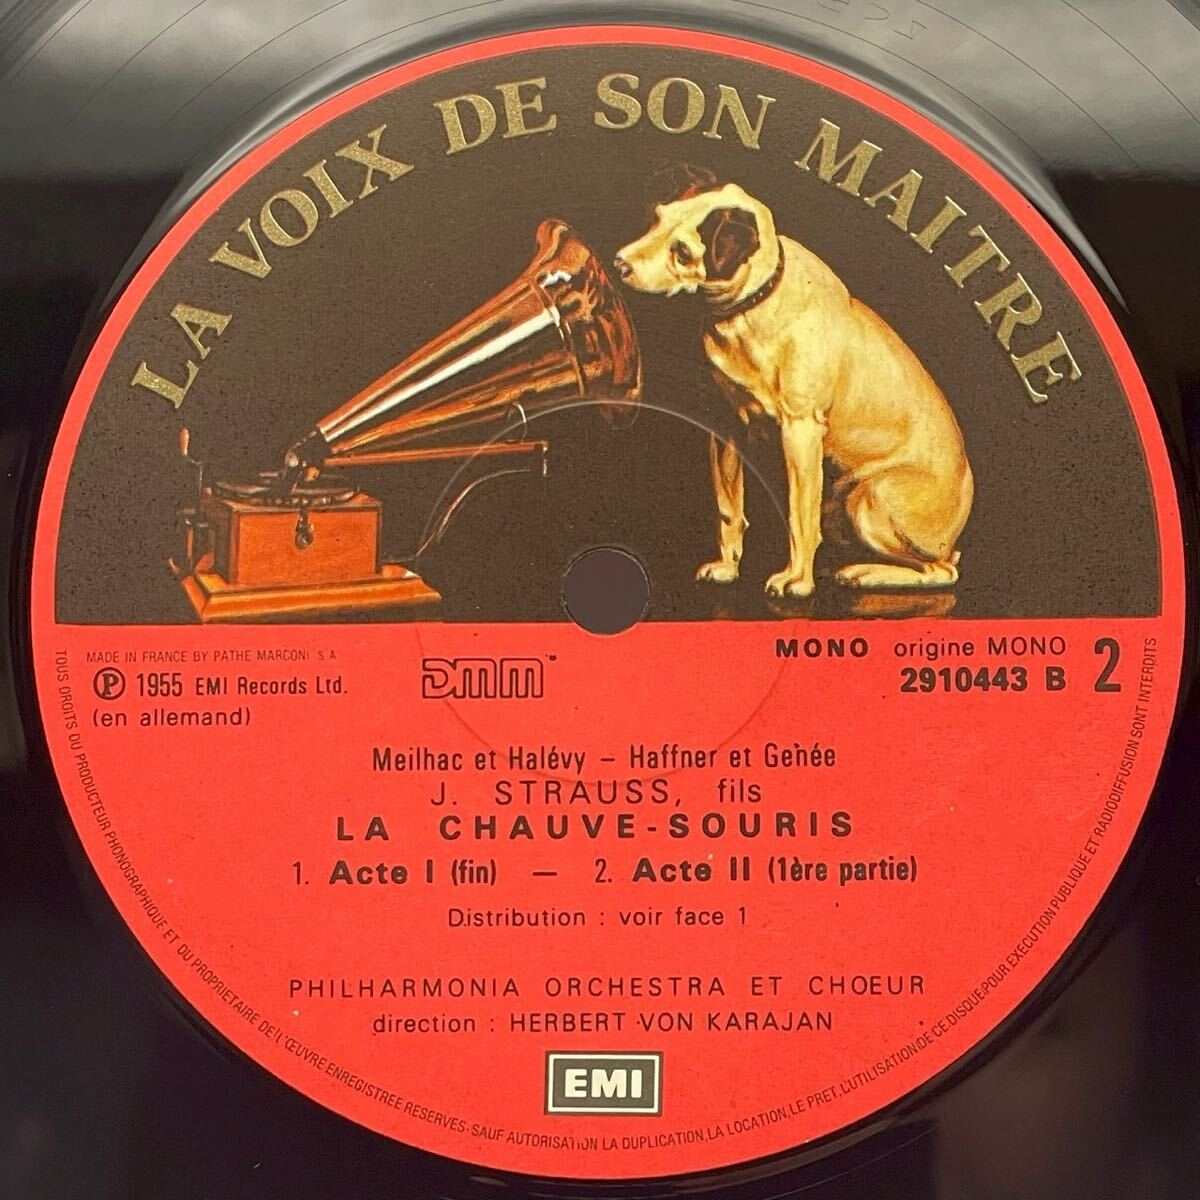 LA VOIX DE SON MAITRE
MADE IN FRANCE BY PATHE MARCONI S.A
℗ 1955 EMI Records Ltd.
(en allemand)
DMM™
MONO origine MONO
2910443 B 2
Meilhac et Halévy – Haffner et Genée
J. STRAUSS, fils
LA CHAUVE-SOURIS
1. Acte I (fin) – 2. Acte II (1ère partie)
Distribution : voir face 1
PHILHARMONIA ORCHESTRA ET CHOEUR
direction : HERBERT VON KARAJAN
EMI
TOUS DROITS DU PRODUCTEUR PHONOGRAPHIQUE ET DU PROPRIETAIRE DE L'ŒUVRE ENREGISTREE RESERVES. SAUF AUTORISATION LA DUPLICATION, LA LOCATION, LE PRET, L'UTILISATION DE CE DISQUE POUR EXECUTION PUBLIQUE ET RADIODIFFUSION SONT INTERDITS